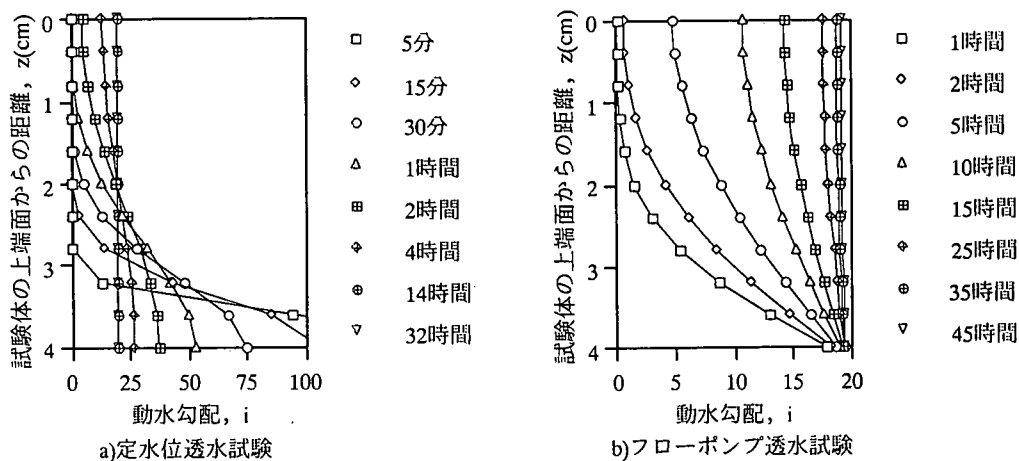 試験体の上端面からの距離，z(cm)
0
1
2
3
4
0 25 50 75 100
動水勾配，i
a)定水位透水試験
5分
15分
30分
1時間
2時間
4時間
14時間
32時間
試験体の上端面からの距離，z(cm)
0
1
2
3
4
0 5 10 15 20
動水勾配，i
b)フローポンプ透水試験
1時間
2時間
5時間
10時間
15時間
25時間
35時間
45時間